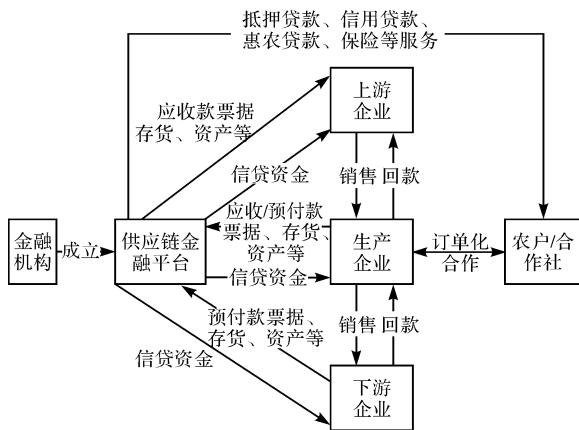 抵押贷款、信用贷款、
惠农贷款、保险等服务
上游
企业
应收款票据
存货、资产等
信贷资金
销售
回款
应收/预付款
票据、存货、
资产等
金融
机构
成立
供应链金
融平台
信贷资金
生产
企业
订单化
合作
农户/合
作社
预付款票据、
存货、资产等
销售
回款
信贷资金
下游
企业